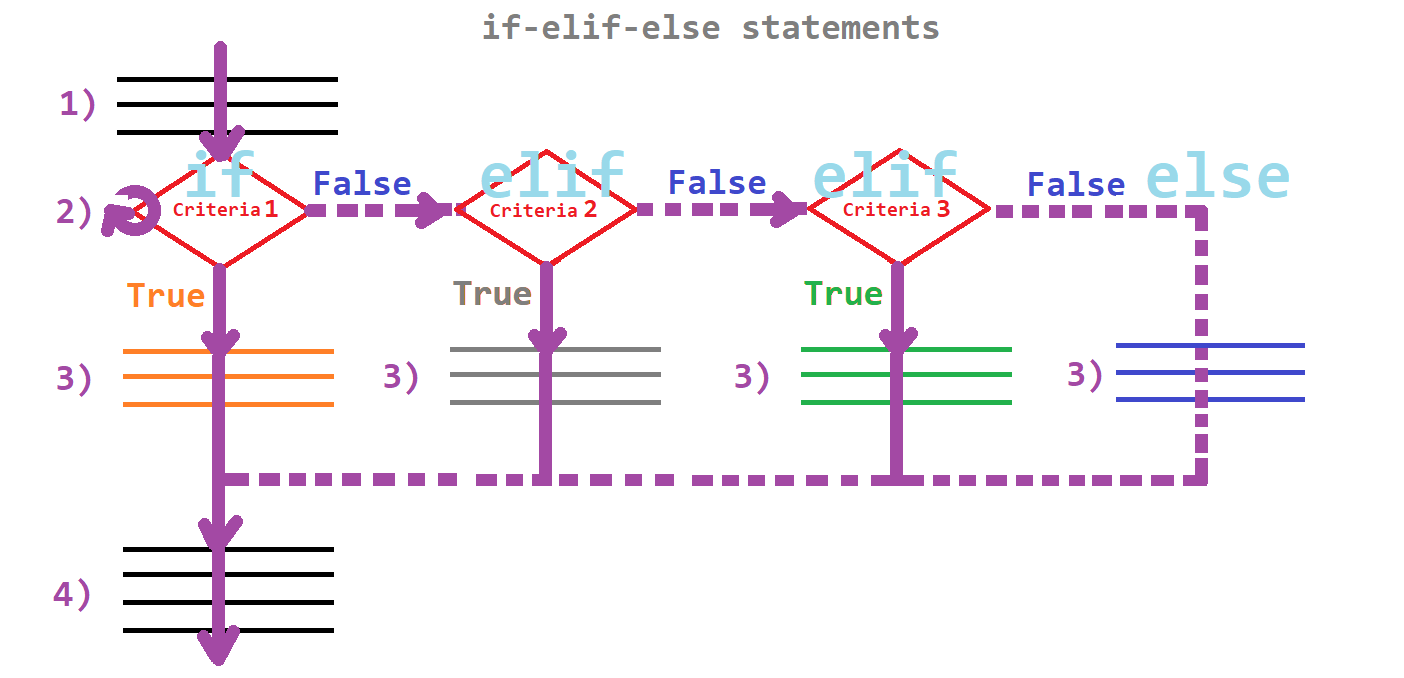 if-elif-else statements
1)
if elif elif else
False False False
2) Criteria 1 Criteria 2 Criteria 3
True True True
3) 3) 3) 3)
4)